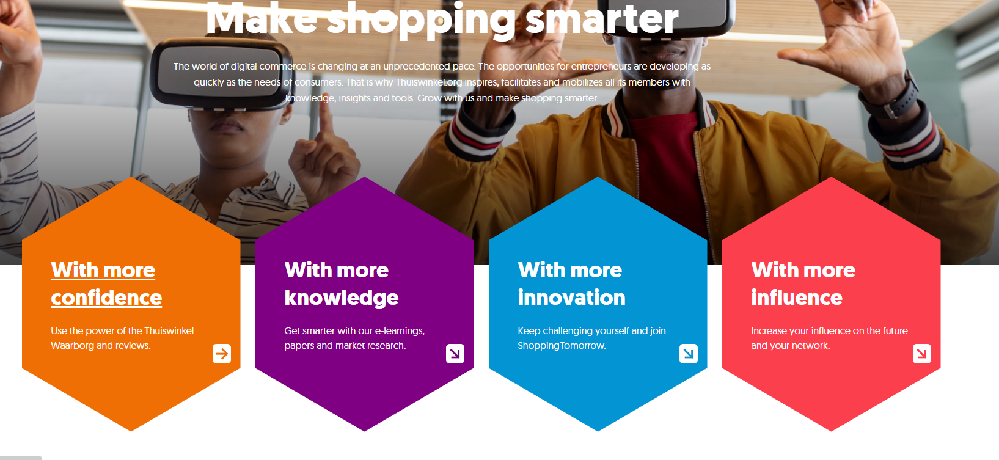 Make shopping smarter
The world of digital commerce is changing at an unprecedented pace. The opportunities for entrepreneurs are developing as
quickly as the needs of consumers. That is why Thuiswinkel.org inspires, facilitates and mobilizes all its members with
knowledge, insights and tools. Grow with us and make shopping smarter.
With more
confidence
Use the power of the Thuiswinkel
Waarborg and reviews.
With more
knowledge
Get smarter with our e-learnings,
papers and market research.
With more
innovation
Keep challenging yourself and join
ShoppingTomorrow.
With more
influence
Increase your influence on the future
and your network.